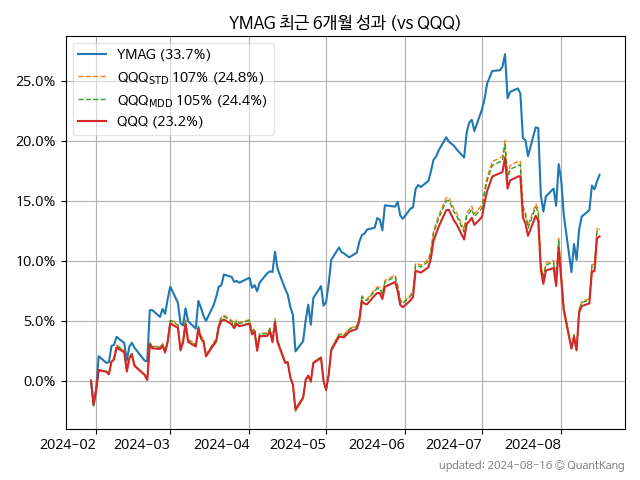 YMAG 최근 6개월 성과 (vs QQQ)
YMAG (33.7%)
QQQSTD 107% (24.8%)
QQQMDD 105% (24.4%)
QQQ (23.2%)
25.0%
20.0%
15.0%
10.0%
5.0%
0.0%
2024-02 2024-03 2024-04 2024-05 2024-06 2024-07 2024-08
updated: 2024-08-16 © QuantKang